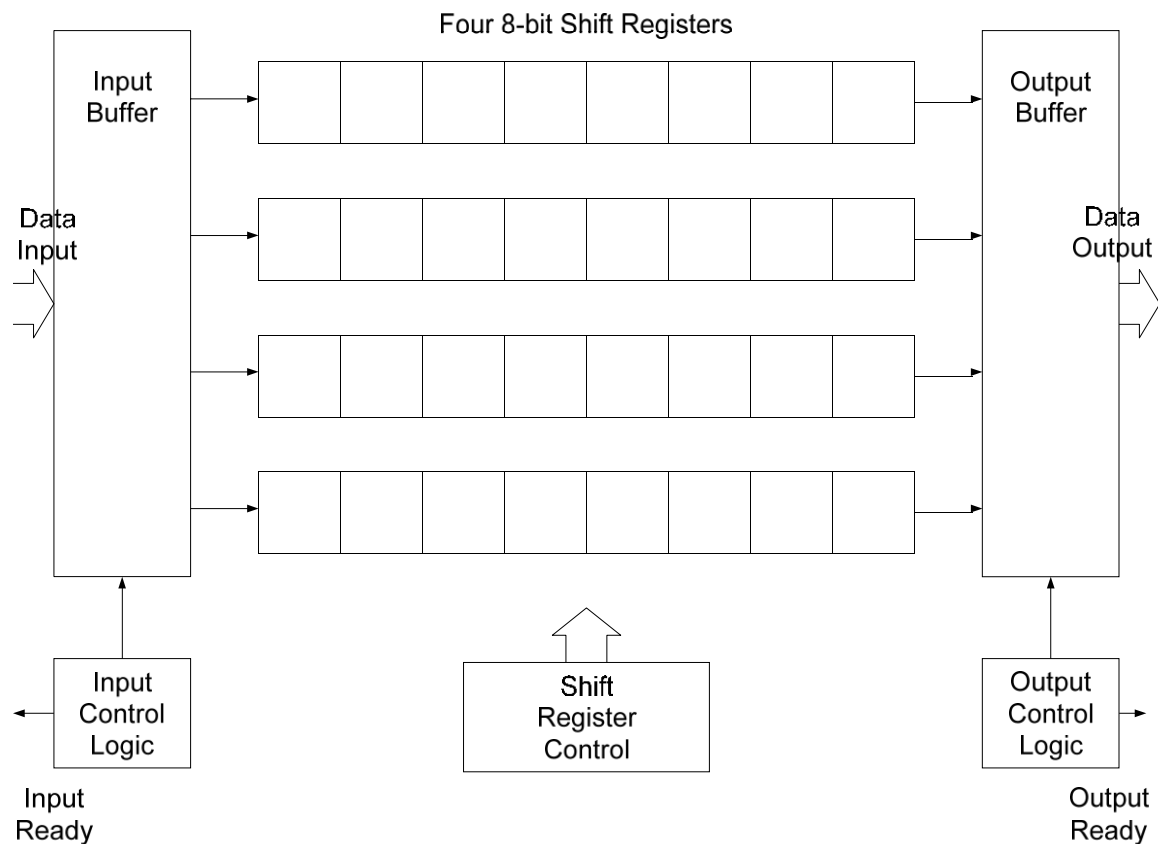 Four 8-bit Shift Registers
Input
Buffer
Output
Buffer
Data
Input
Data
Output
Input
Control
Logic
Shift
Register
Control
Output
Control
Logic
Input
Ready
Output
Ready